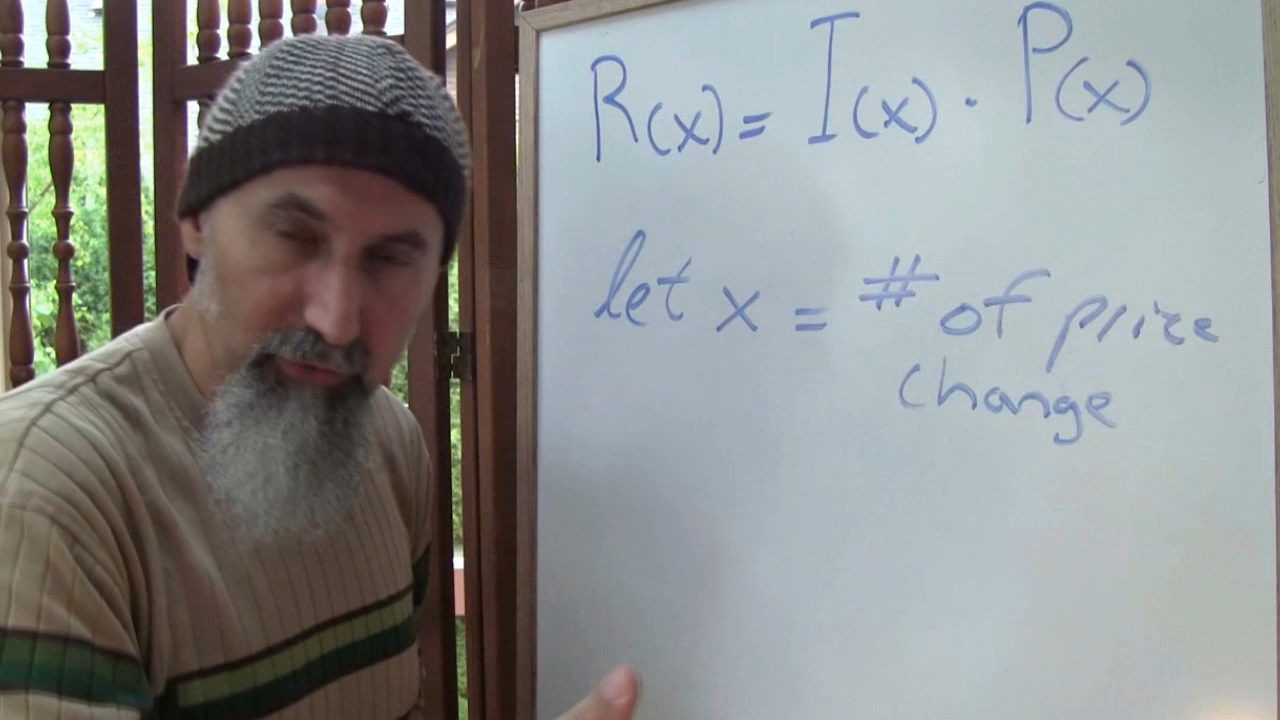 R(x) = I(x) · P(x)
let x = # of price
change